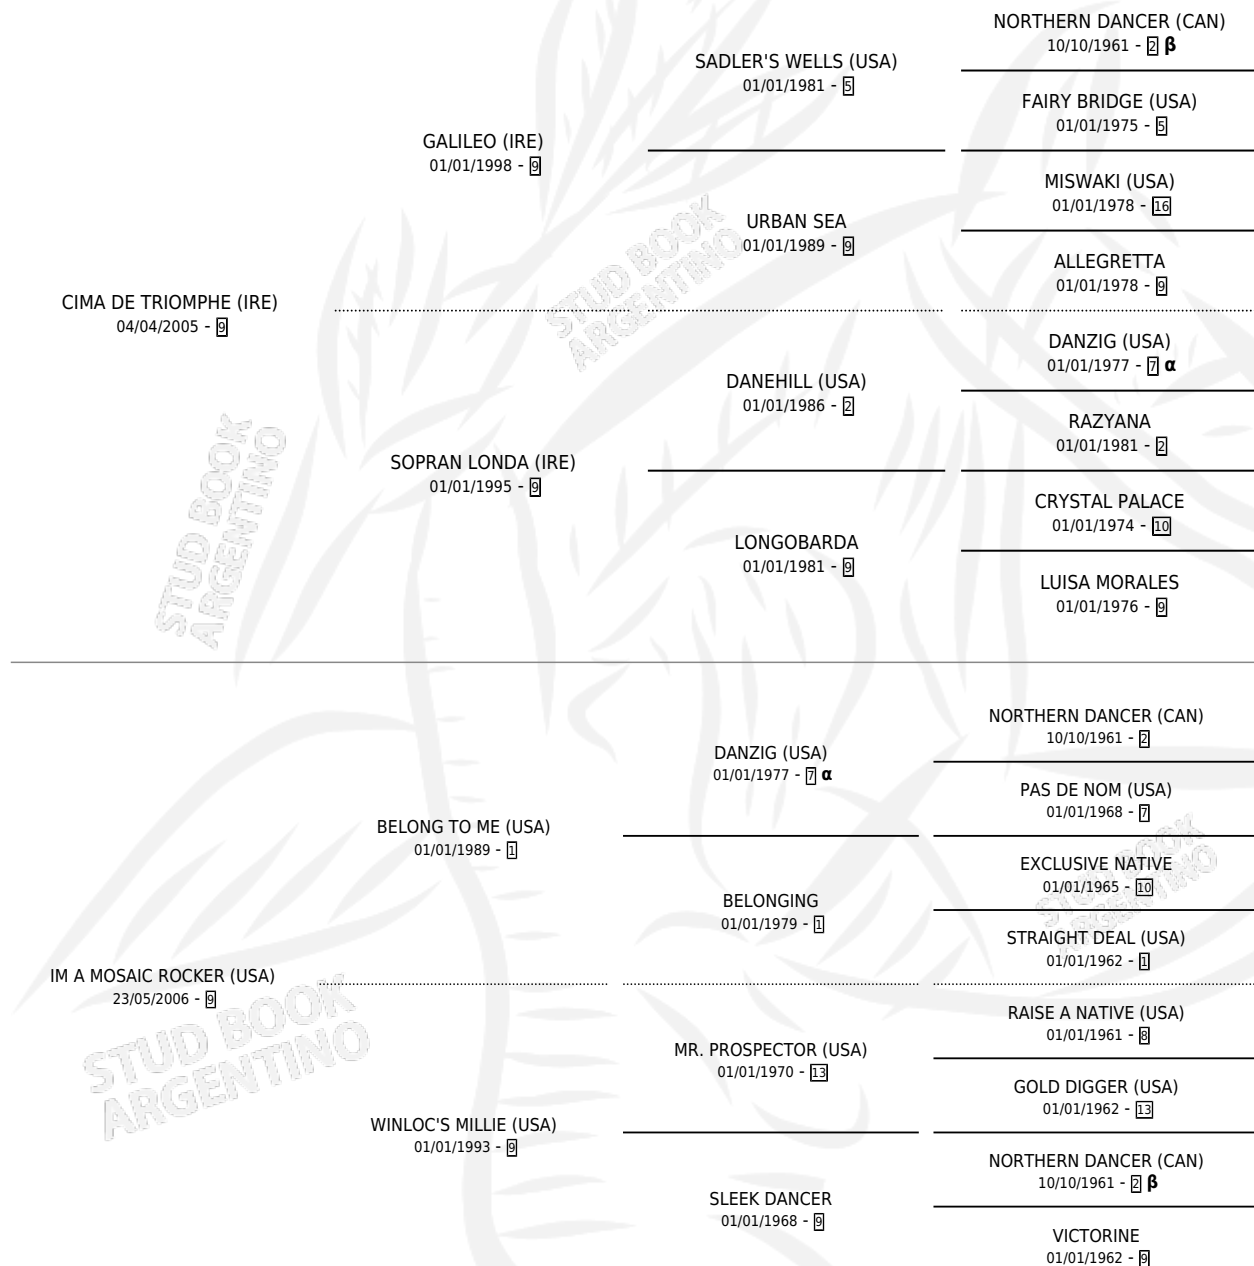 NORTHERN DANCER (CAN)
10/10/1961 - 2 β
SADLER'S WELLS (USA)
01/01/1981 - 5
FAIRY BRIDGE (USA)
01/01/1975 - 5
GALILEO (IRE)
01/01/1998 - 9
MISWAKI (USA)
01/01/1978 - 16
URBAN SEA
01/01/1989 - 9
ALLEGRETTA
01/01/1978 - 9
CIMA DE TRIOMPHE (IRE)
04/04/2005 - 9
DANZIG (USA)
01/01/1977 - 7 α
DANEHILL (USA)
01/01/1986 - 2
RAZYANA
01/01/1981 - 2
SOPRAN LONDA (IRE)
01/01/1995 - 9
CRYSTAL PALACE
01/01/1974 - 10
LONGOBARDA
01/01/1981 - 9
LUISA MORALES
01/01/1976 - 9
NORTHERN DANCER (CAN)
10/10/1961 - 2
DANZIG (USA)
01/01/1977 - 7 α
PAS DE NOM (USA)
01/01/1968 - 7
BELONG TO ME (USA)
01/01/1989 - 1
EXCLUSIVE NATIVE
01/01/1965 - 10
BELONGING
01/01/1979 - 1
STRAIGHT DEAL (USA)
01/01/1962 - 1
IM A MOSAIC ROCKER (USA)
23/05/2006 - 9
RAISE A NATIVE (USA)
01/01/1961 - 8
MR. PROSPECTOR (USA)
01/01/1970 - 13
GOLD DIGGER (USA)
01/01/1962 - 13
WINLOC'S MILLIE (USA)
01/01/1993 - 9
NORTHERN DANCER (CAN)
10/10/1961 - 2 β
SLEEK DANCER
01/01/1968 - 9
VICTORINE
01/01/1962 - 9
STUD BOOK
ARGENTINO
STUD BOOK
ARGENTINO
STUD BOOK
ARGENTINO
STUD BOOK
ARGENTINO